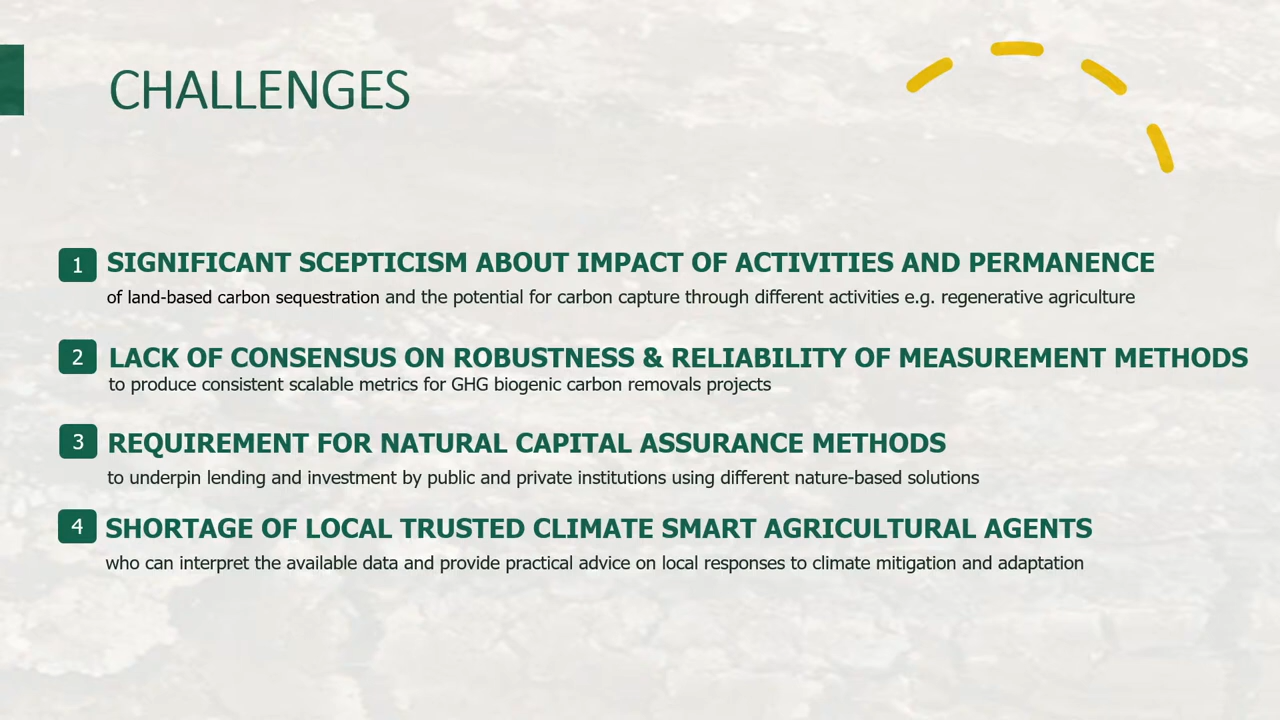 CHALLENGES
1 SIGNIFICANT SCEPTICISM ABOUT IMPACT OF ACTIVITIES AND PERMANENCE
of land-based carbon sequestration and the potential for carbon capture through different activities e.g. regenerative agriculture
2 LACK OF CONSENSUS ON ROBUSTNESS & RELIABILITY OF MEASUREMENT METHODS
to produce consistent scalable metrics for GHG biogenic carbon removals projects
3 REQUIREMENT FOR NATURAL CAPITAL ASSURANCE METHODS
to underpin lending and investment by public and private institutions using different nature-based solutions
4 SHORTAGE OF LOCAL TRUSTED CLIMATE SMART AGRICULTURAL AGENTS
who can interpret the available data and provide practical advice on local responses to climate mitigation and adaptation